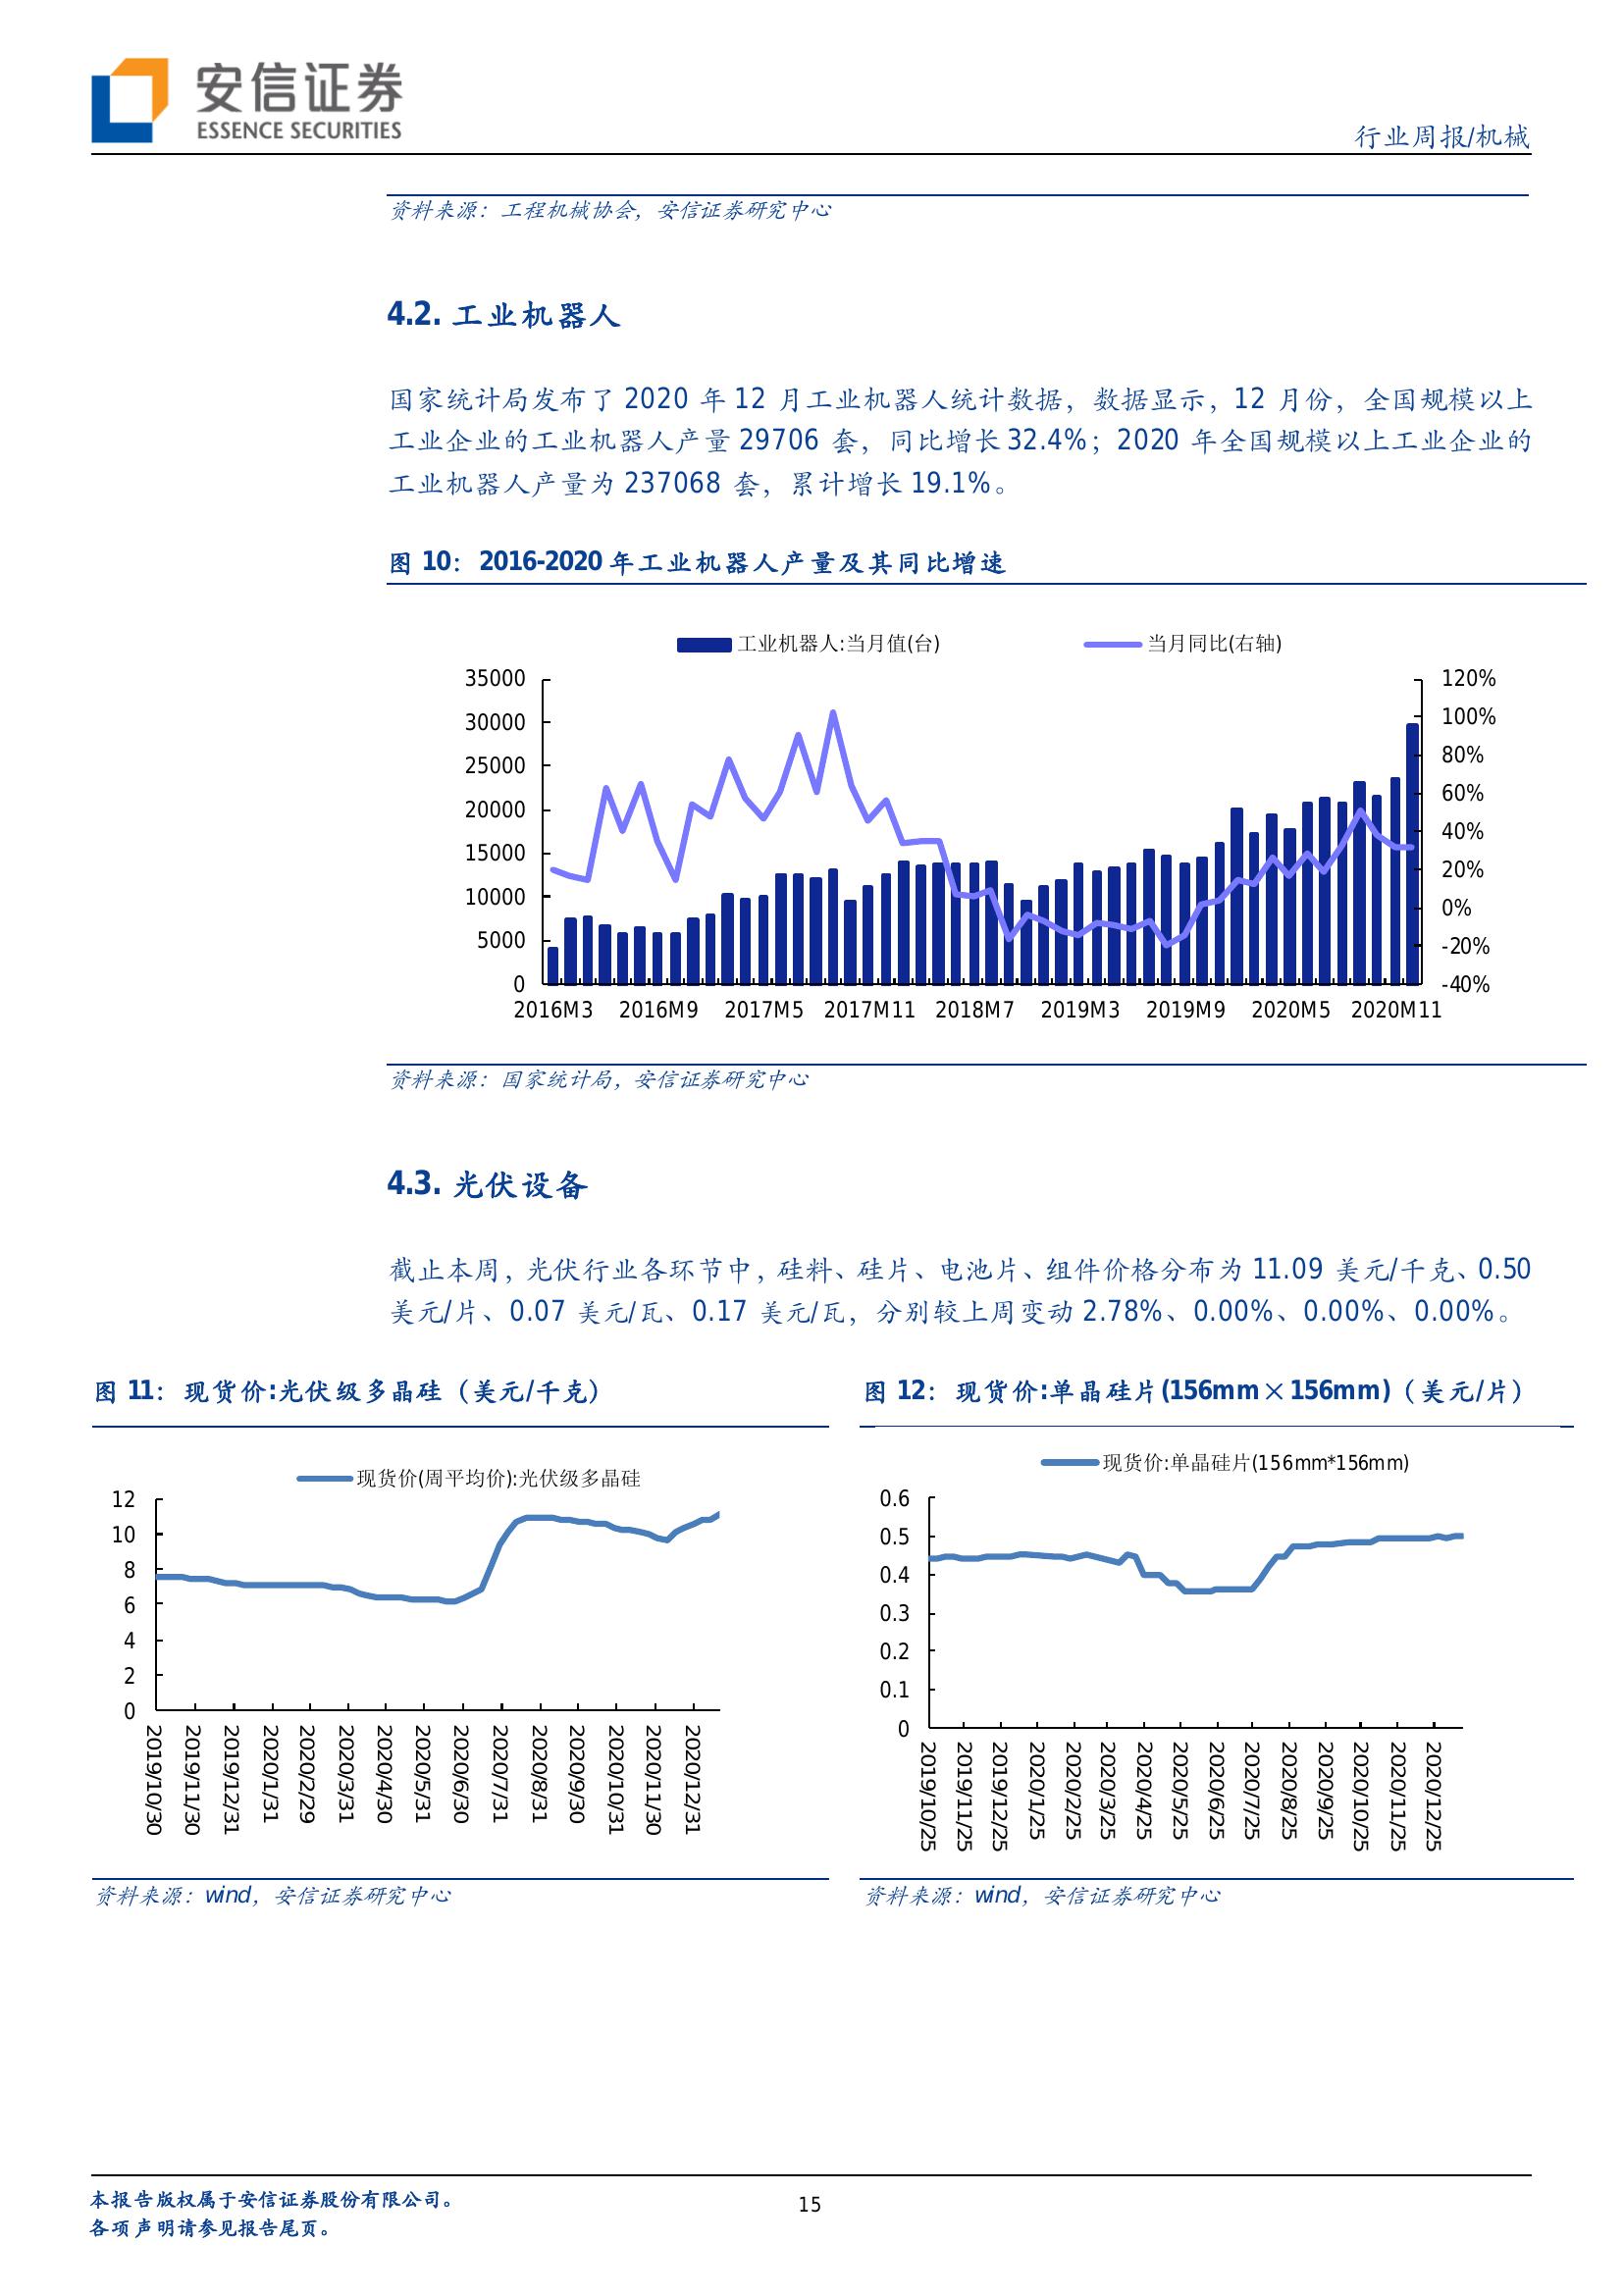 安信证券
ESSENCE SECURITIES
行业周报/机械
资料来源：工程机械协会，安信证券研究中心
4.2. 工业机器人
国家统计局发布了 2020 年 12 月工业机器人统计数据，数据显示，12 月份，全国规模以上
工业企业的工业机器人产量 29706 套，同比增长 32.4%；2020 年全国规模以上工业企业的
工业机器人产量为 237068 套，累计增长 19.1%。
图 10：2016-2020 年工业机器人产量及其同比增速
工业机器人:当月值(台) 当月同比(右轴)
35000 120%
30000 100%
25000 80%
20000 60%
15000 40%
10000 20%
5000 0%
0 -20%
-40%
2016M3 2016M9 2017M5 2017M11 2018M7 2019M3 2019M9 2020M5 2020M11
资料来源：国家统计局，安信证券研究中心
4.3. 光伏设备
截止本周，光伏行业各环节中，硅料、硅片、电池片、组件价格分布为 11.09 美元/千克、0.50
美元/片、0.07 美元/瓦、0.17 美元/瓦，分别较上周变动 2.78%、0.00%、0.00%、0.00%。
图 11：现货价:光伏级多晶硅（美元/千克）
现货价(周平均价):光伏级多晶硅
12
10
8
6
4
2
0
2019/10/30 2019/11/30 2019/12/31 2020/1/31 2020/2/29 2020/3/31 2020/4/30 2020/5/31 2020/6/30 2020/7/31 2020/8/31 2020/9/30 2020/10/31 2020/11/30 2020/12/31
资料来源：wind，安信证券研究中心
图 12：现货价:单晶硅片(156mm×156mm)（美元/片）
现货价:单晶硅片(156mm*156mm)
0.6
0.5
0.4
0.3
0.2
0.1
0
2019/10/25 2019/11/25 2019/12/25 2020/1/25 2020/2/25 2020/3/25 2020/4/25 2020/5/25 2020/6/25 2020/7/25 2020/8/25 2020/9/25 2020/10/25 2020/11/25 2020/12/25
资料来源：wind，安信证券研究中心
本报告版权属于安信证券股份有限公司。
各项声明请参见报告尾页。
15